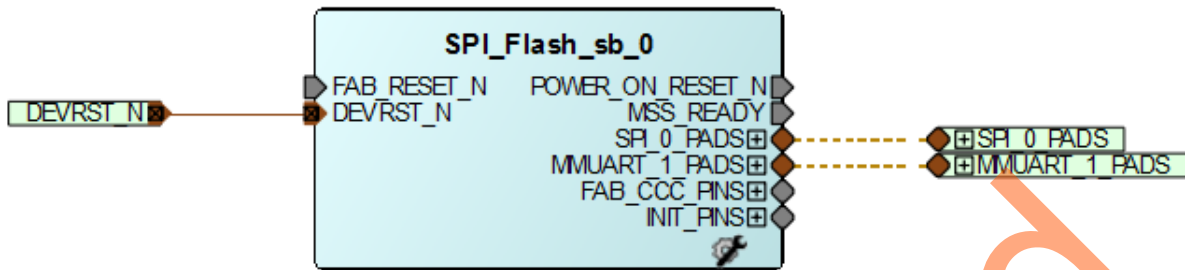 SPI_Flash_sb_0
FAB_RESET_N POWER_ON_RESET_N
DEVRST_N DEVRST_N MSS_READY
SPI_0_PADS SPI_0_PADS
MMUART_1_PADS MMUART_1_PADS
FAB_CCC_PINS
INIT_PINS